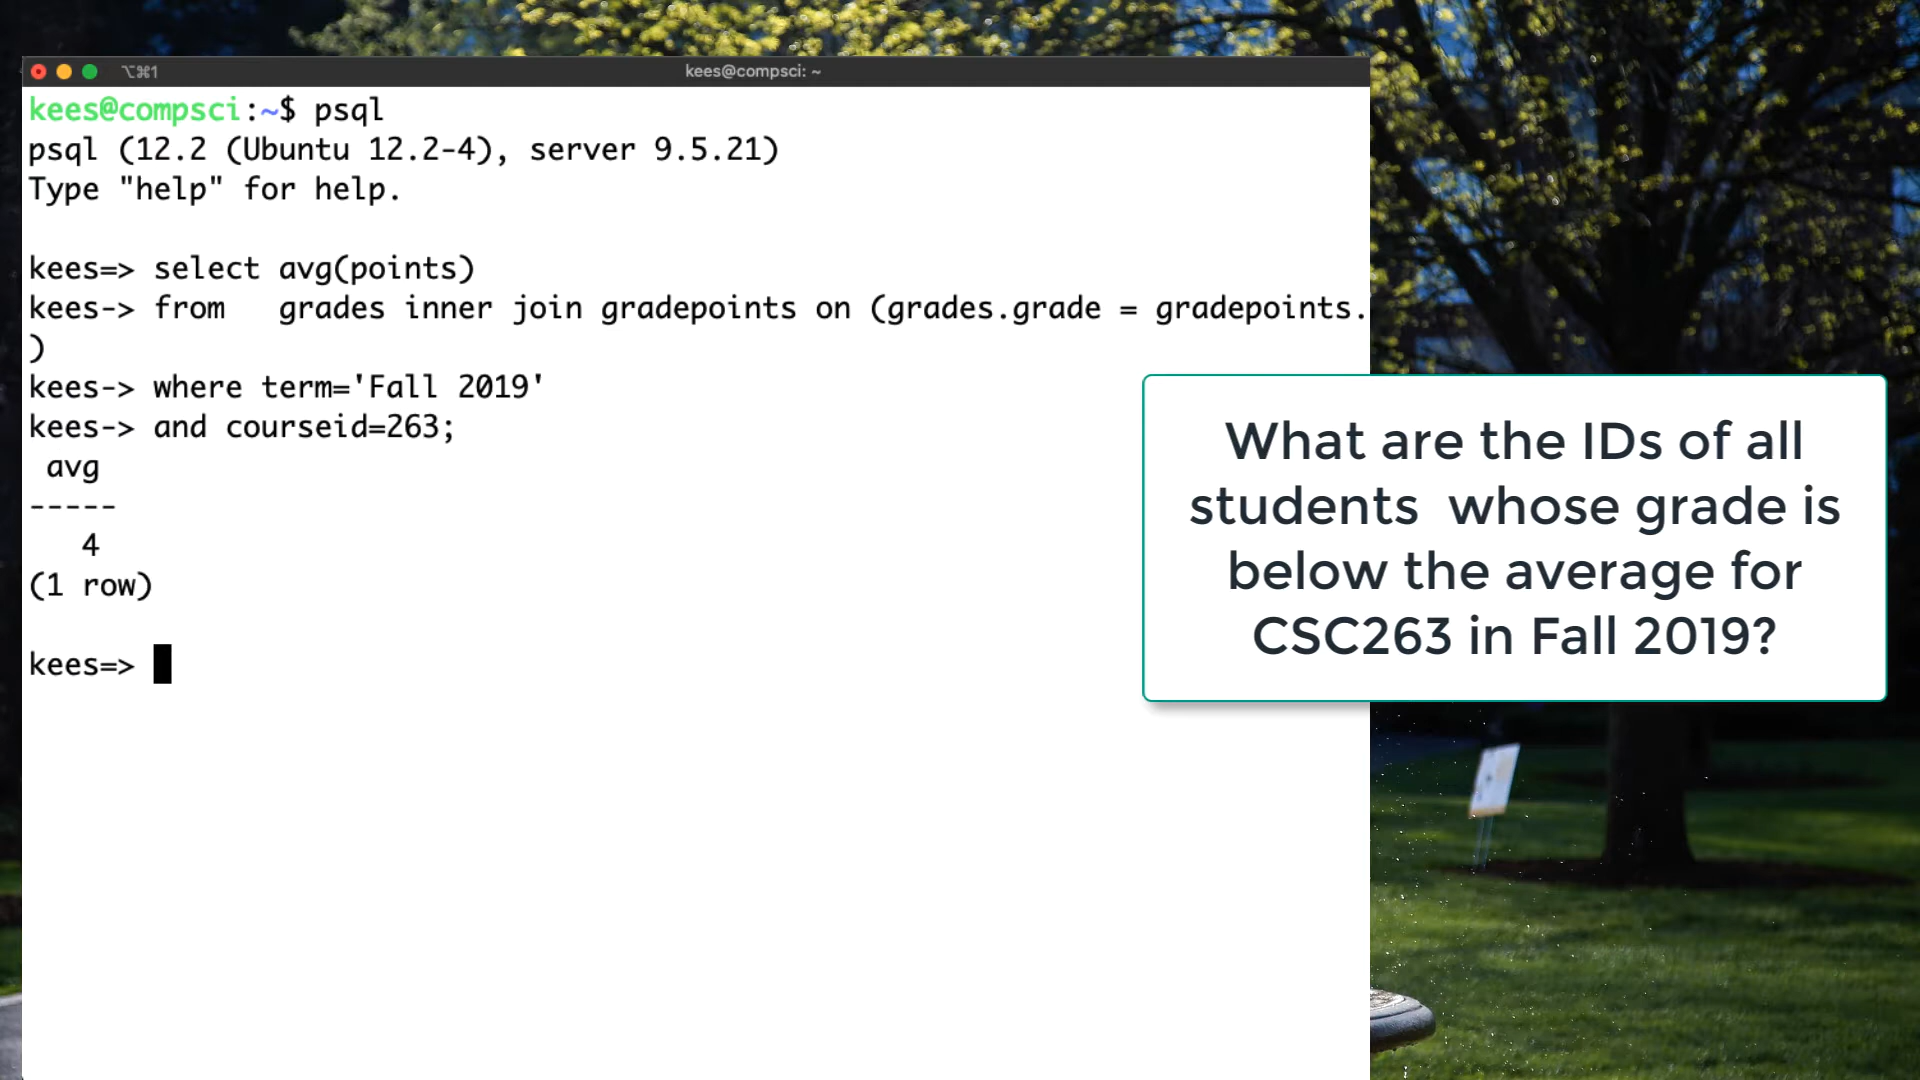 ⌥⌘1
kees@compsci: ~
kees@compsci:~$ psql
psql (12.2 (Ubuntu 12.2-4), server 9.5.21)
Type "help" for help.
kees=> select avg(points)
kees-> from   grades inner join gradepoints on (grades.grade = gradepoints.
)
kees-> where term='Fall 2019'
kees-> and courseid=263;
avg
-----
4
(1 row)
kees=>
What are the IDs of all
students  whose grade is
below the average for
CSC263 in Fall 2019?